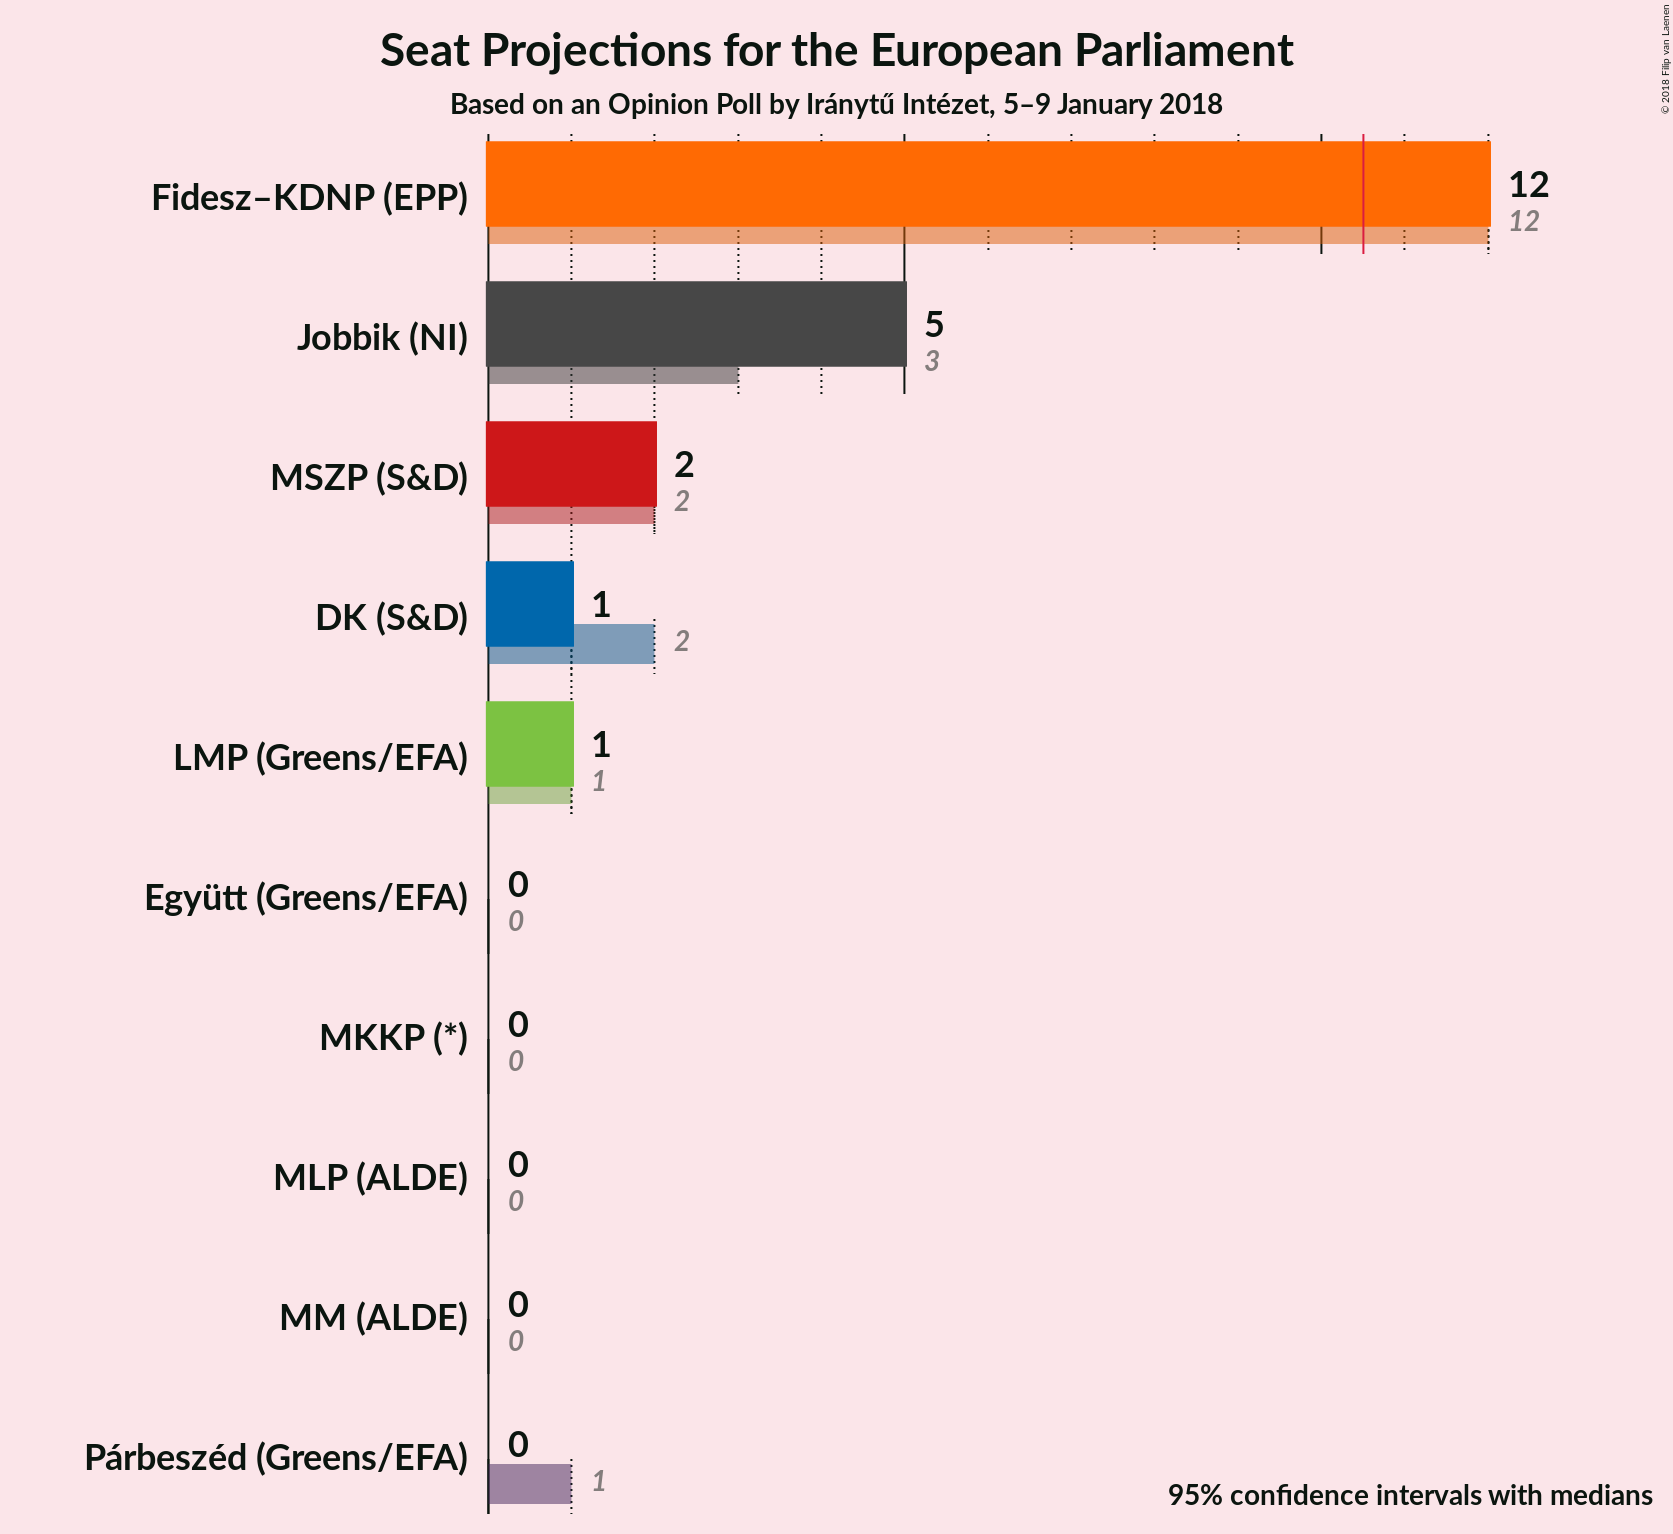 Seat Projections for the European Parliament
Based on an Opinion Poll by Iránytű Intézet, 5–9 January 2018
© 2018 Filip van Laenen
Fidesz–KDNP (EPP)
12
12
Jobbik (NI)
5
3
MSZP (S&D)
2
2
DK (S&D)
1
2
LMP (Greens/EFA)
1
1
Együtt (Greens/EFA)
0
0
MKKP (*)
0
0
MLP (ALDE)
0
0
MM (ALDE)
0
0
Párbeszéd (Greens/EFA)
0
1
95% confidence intervals with medians